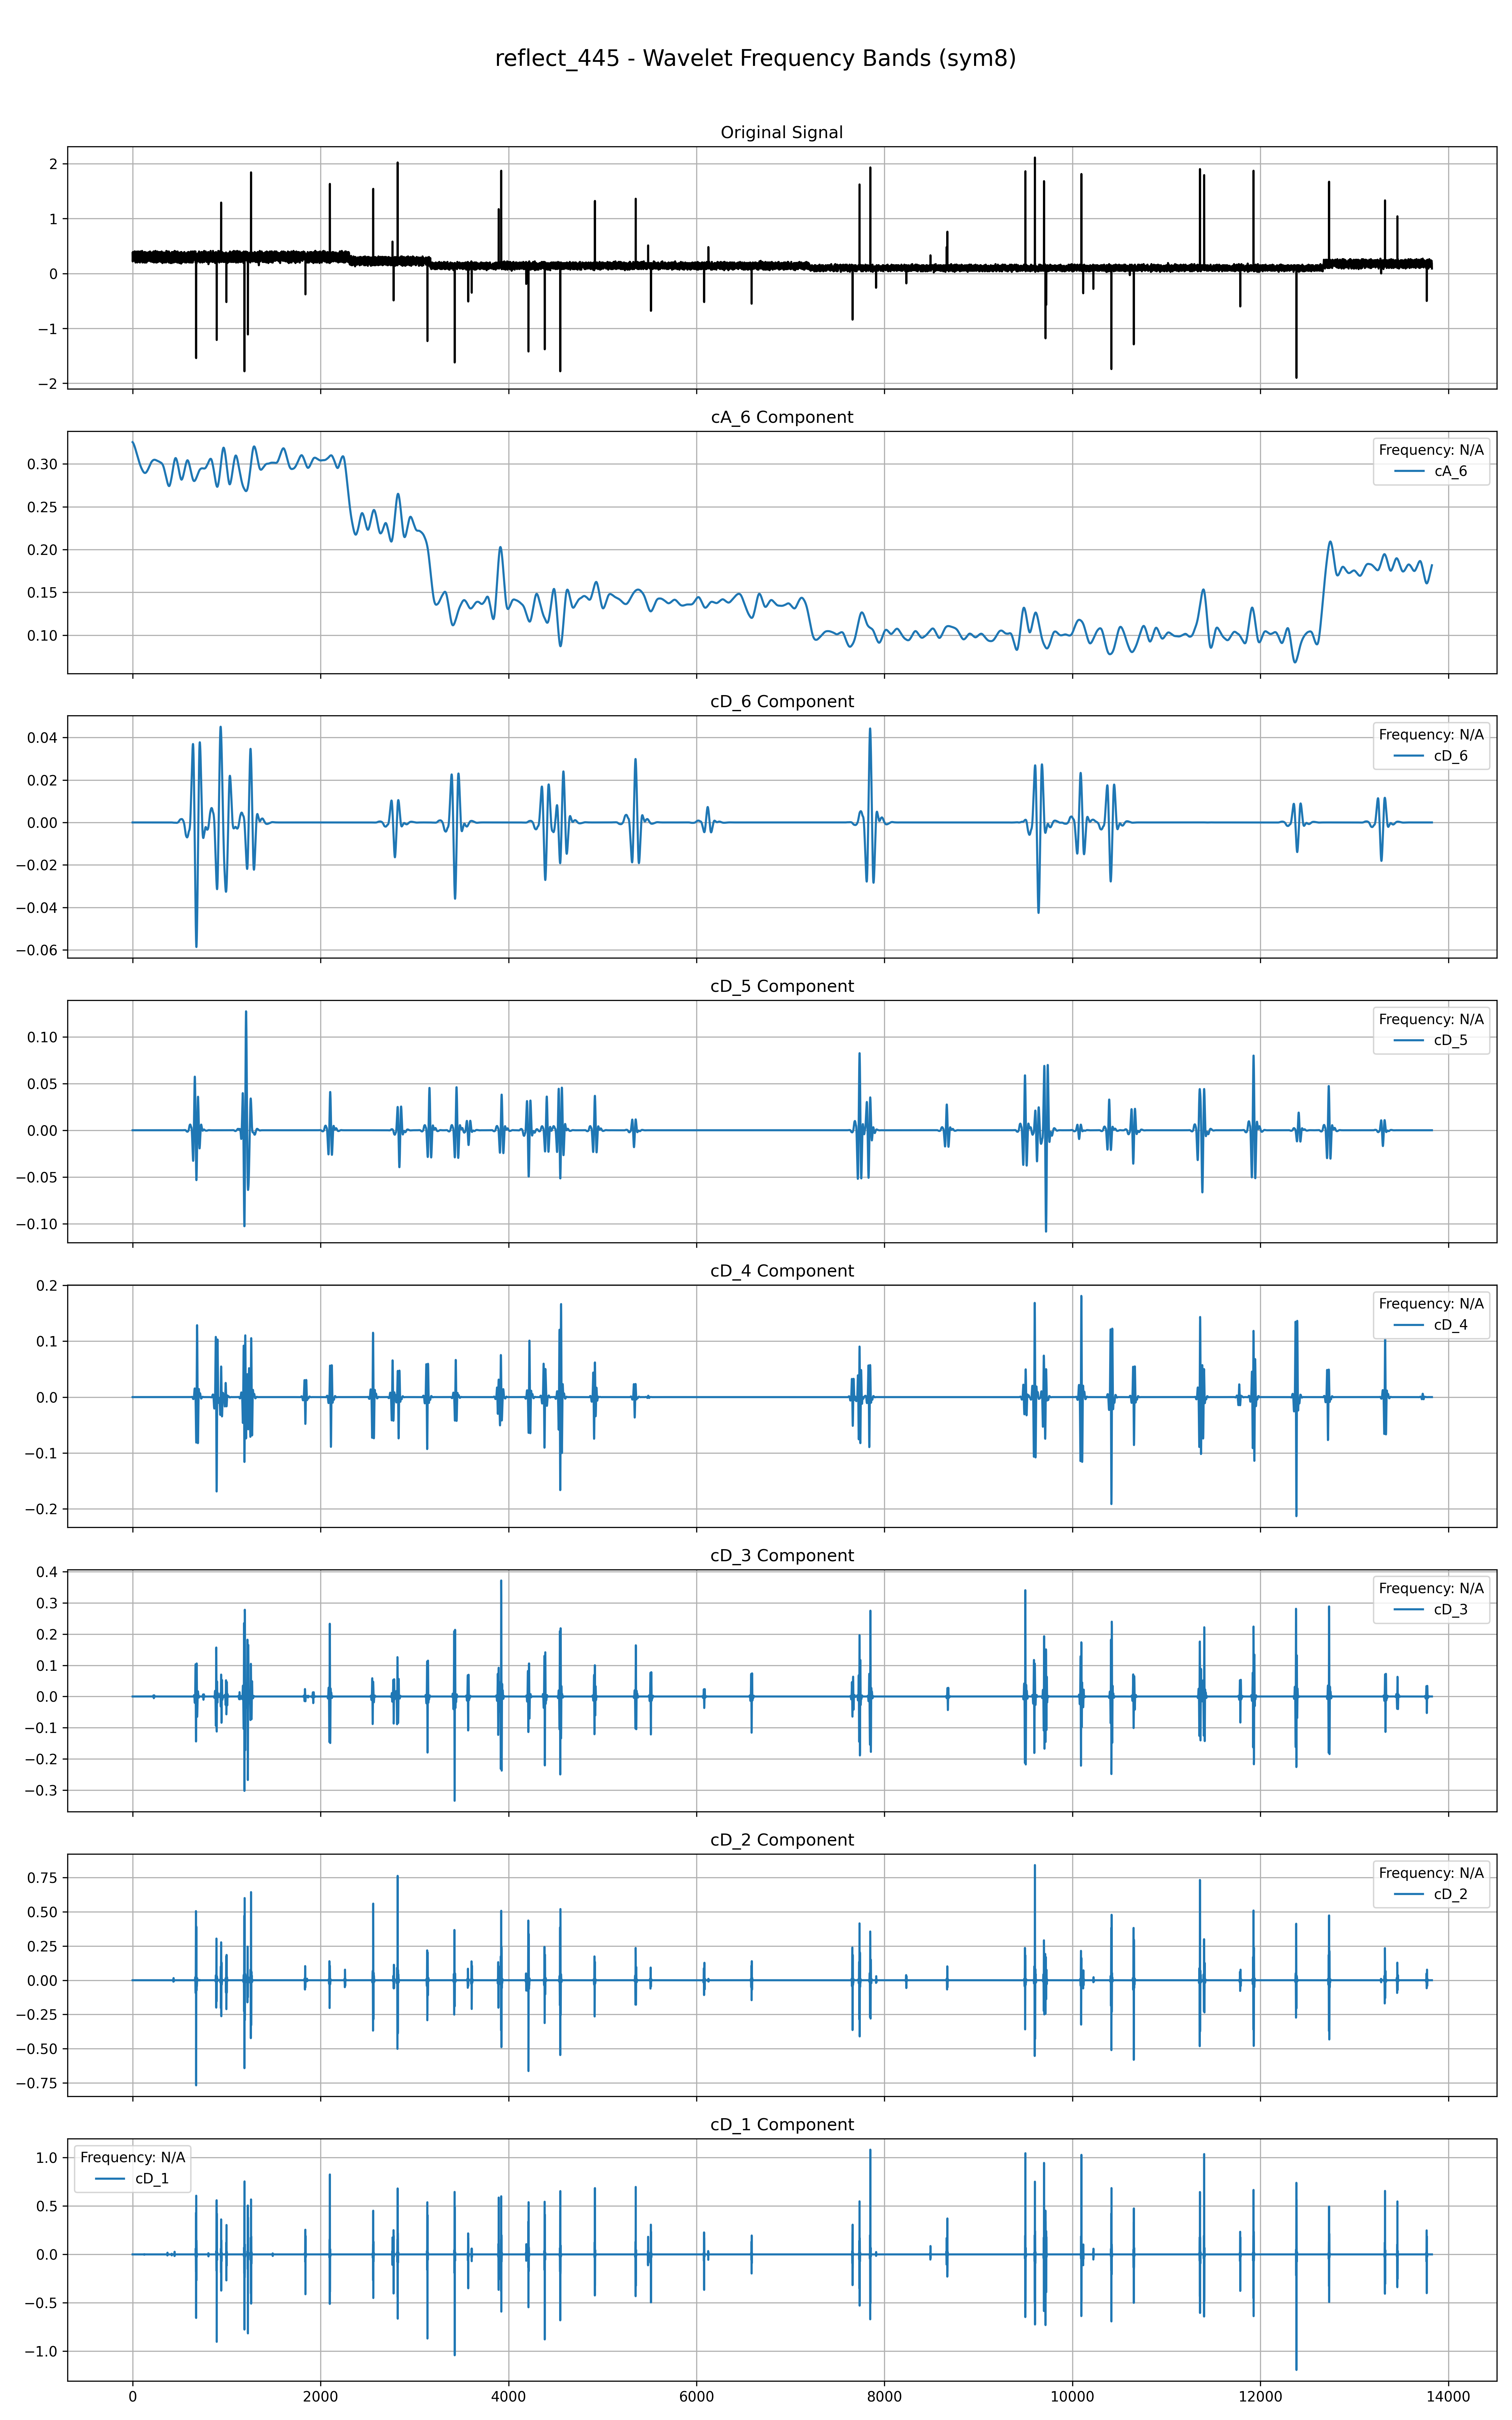 reflect_445 - Wavelet Frequency Bands (sym8)
Original Signal
2
1
0
−1
−2
cA_6 Component
Frequency: N/A
cA_6
0.30
0.25
0.20
0.15
0.10
cD_6 Component
Frequency: N/A
cD_6
0.04
0.02
0.00
−0.02
−0.04
−0.06
cD_5 Component
Frequency: N/A
cD_5
0.10
0.05
0.00
−0.05
−0.10
cD_4 Component
Frequency: N/A
cD_4
0.2
0.1
0.0
−0.1
−0.2
cD_3 Component
Frequency: N/A
cD_3
0.4
0.3
0.2
0.1
0.0
−0.1
−0.2
−0.3
cD_2 Component
Frequency: N/A
cD_2
0.75
0.50
0.25
0.00
−0.25
−0.50
−0.75
cD_1 Component
Frequency: N/A
cD_1
1.0
0.5
0.0
−0.5
−1.0
0 2000 4000 6000 8000 10000 12000 14000